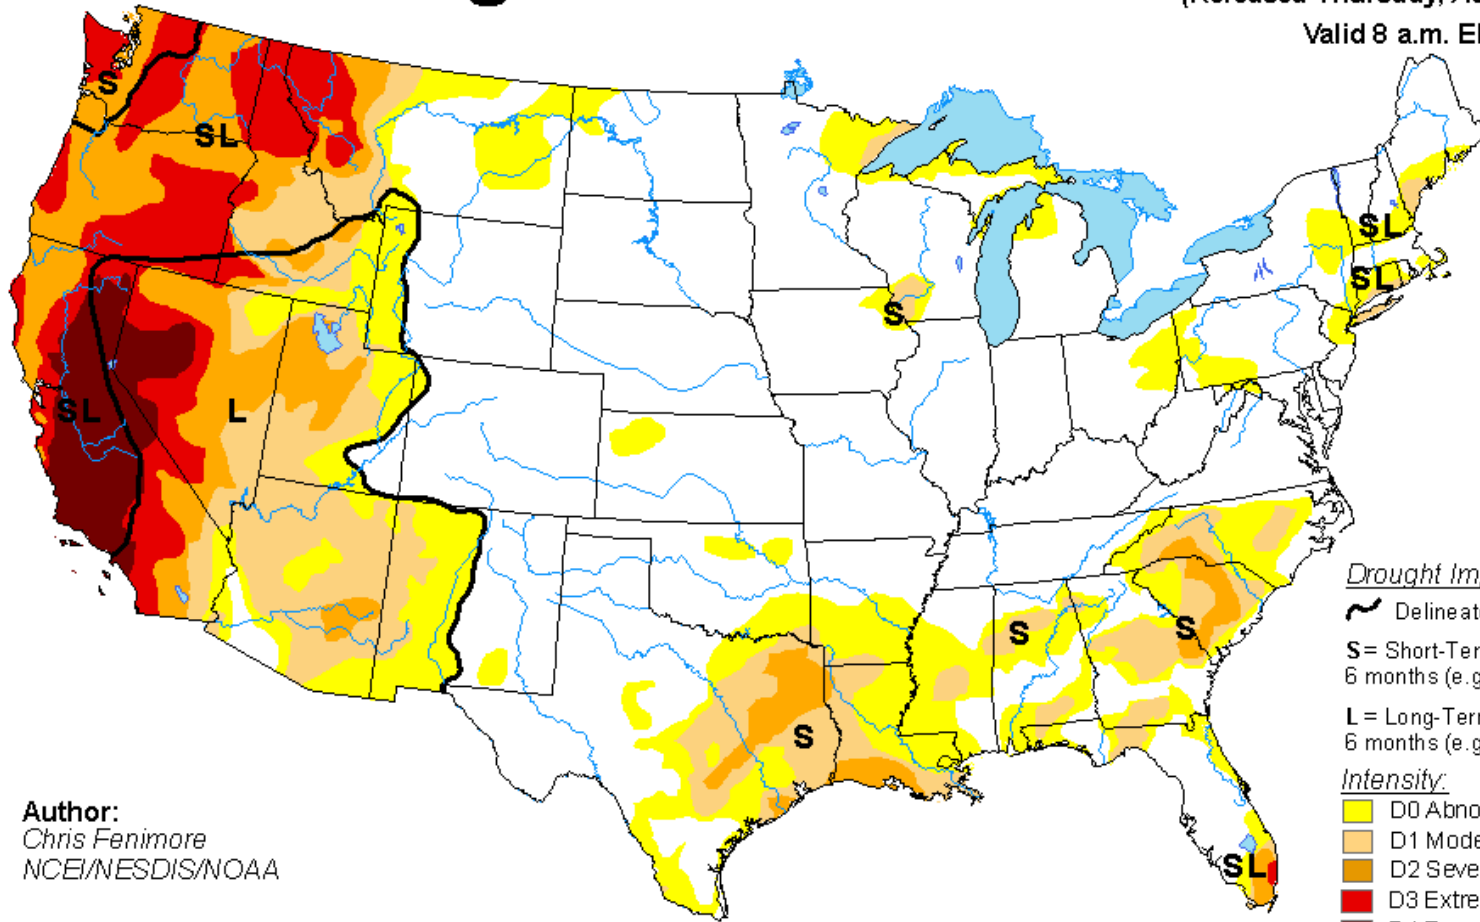 Valid 8 a.m.
S
SL
SL
SL
S
SL
L
S
S
S
SL
Drought
Delineat
S = Short-Ter
6 months (e.g
L = Long-Terr
6 months (e.g
Intensity:
D0 Abno
D1 Mode
D2 Seve
D3 Extre
Author:
Chris Fenimore
NCEI/NESDIS/NOAA